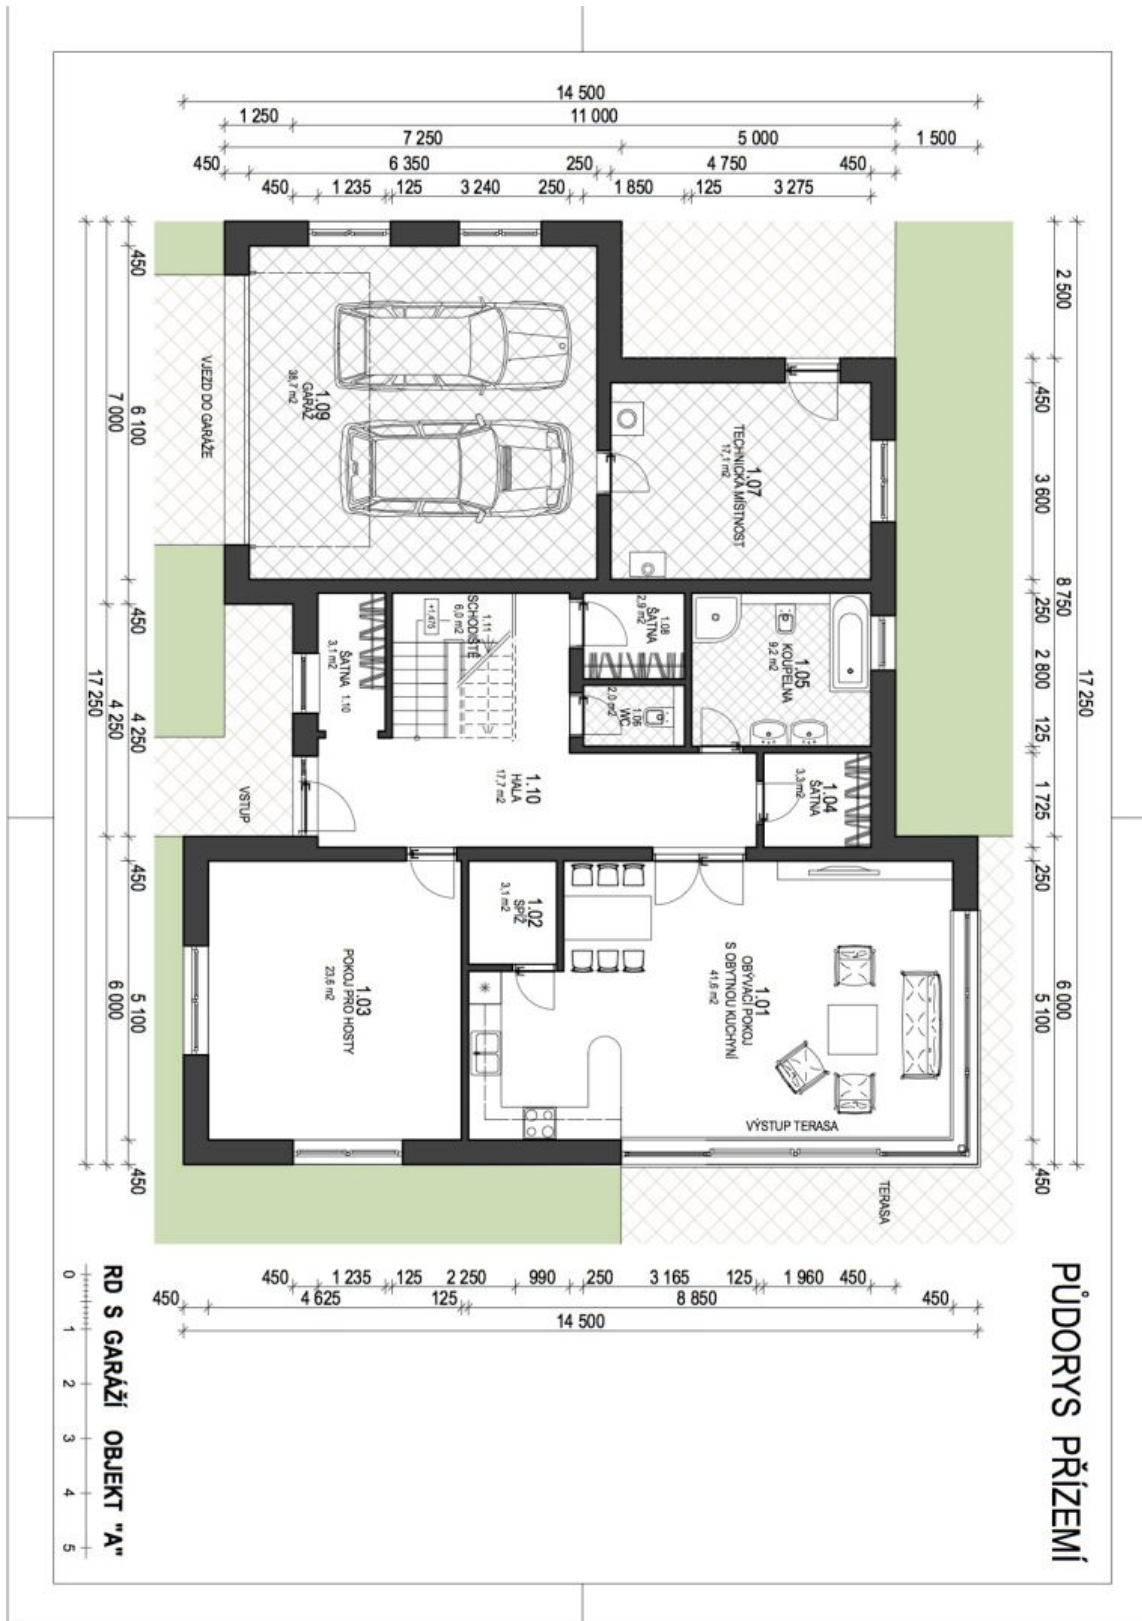 14 500
1 250
11 000
7 250
5 000
1 500
450
6 350
250
4 750
450
450
1 235
125
3 240
250
1 850
125
3 275
450
6 100
450
4 250
450
5 100
450
7 000
4 250
6 000
17 250
2 500
450
3 600
250
2 800
125
1 725
250
5 100
450
8 750
6 000
17 250
VJEZD DO GARÁŽE
1.09
GARÁŽ
38,7 m2
1.07
TECHNICKÁ MÍSTNOST
17,1 m2
1.10
ŠATNA
3,1 m2
1.11
SCHODIŠTĚ
6,0 m2
+1,475
1.08
ŠATNA
2,9 m2
1.06
WC
2,0 m2
1.05
KOUPELNA
9,2 m2
1.04
ŠATNA
3,3 m2
1.10
HALA
17,7 m2
VSTUP
1.02
SPÍŽ
3,1 m2
1.03
POKOJ PRO HOSTY
23,6 m2
1.01
OBÝVACÍ POKOJ
S OBYTNOU KUCHYNÍ
41,6 m2
VÝSTUP TERASA
TERASA
450
1 235
125
2 250
990
250
3 165
125
1 960
450
450
4 625
125
8 850
450
14 500
PŮDORYS PŘÍZEMÍ
RD S GARÁŽÍ OBJEKT "A"
0 1 2 3 4 5